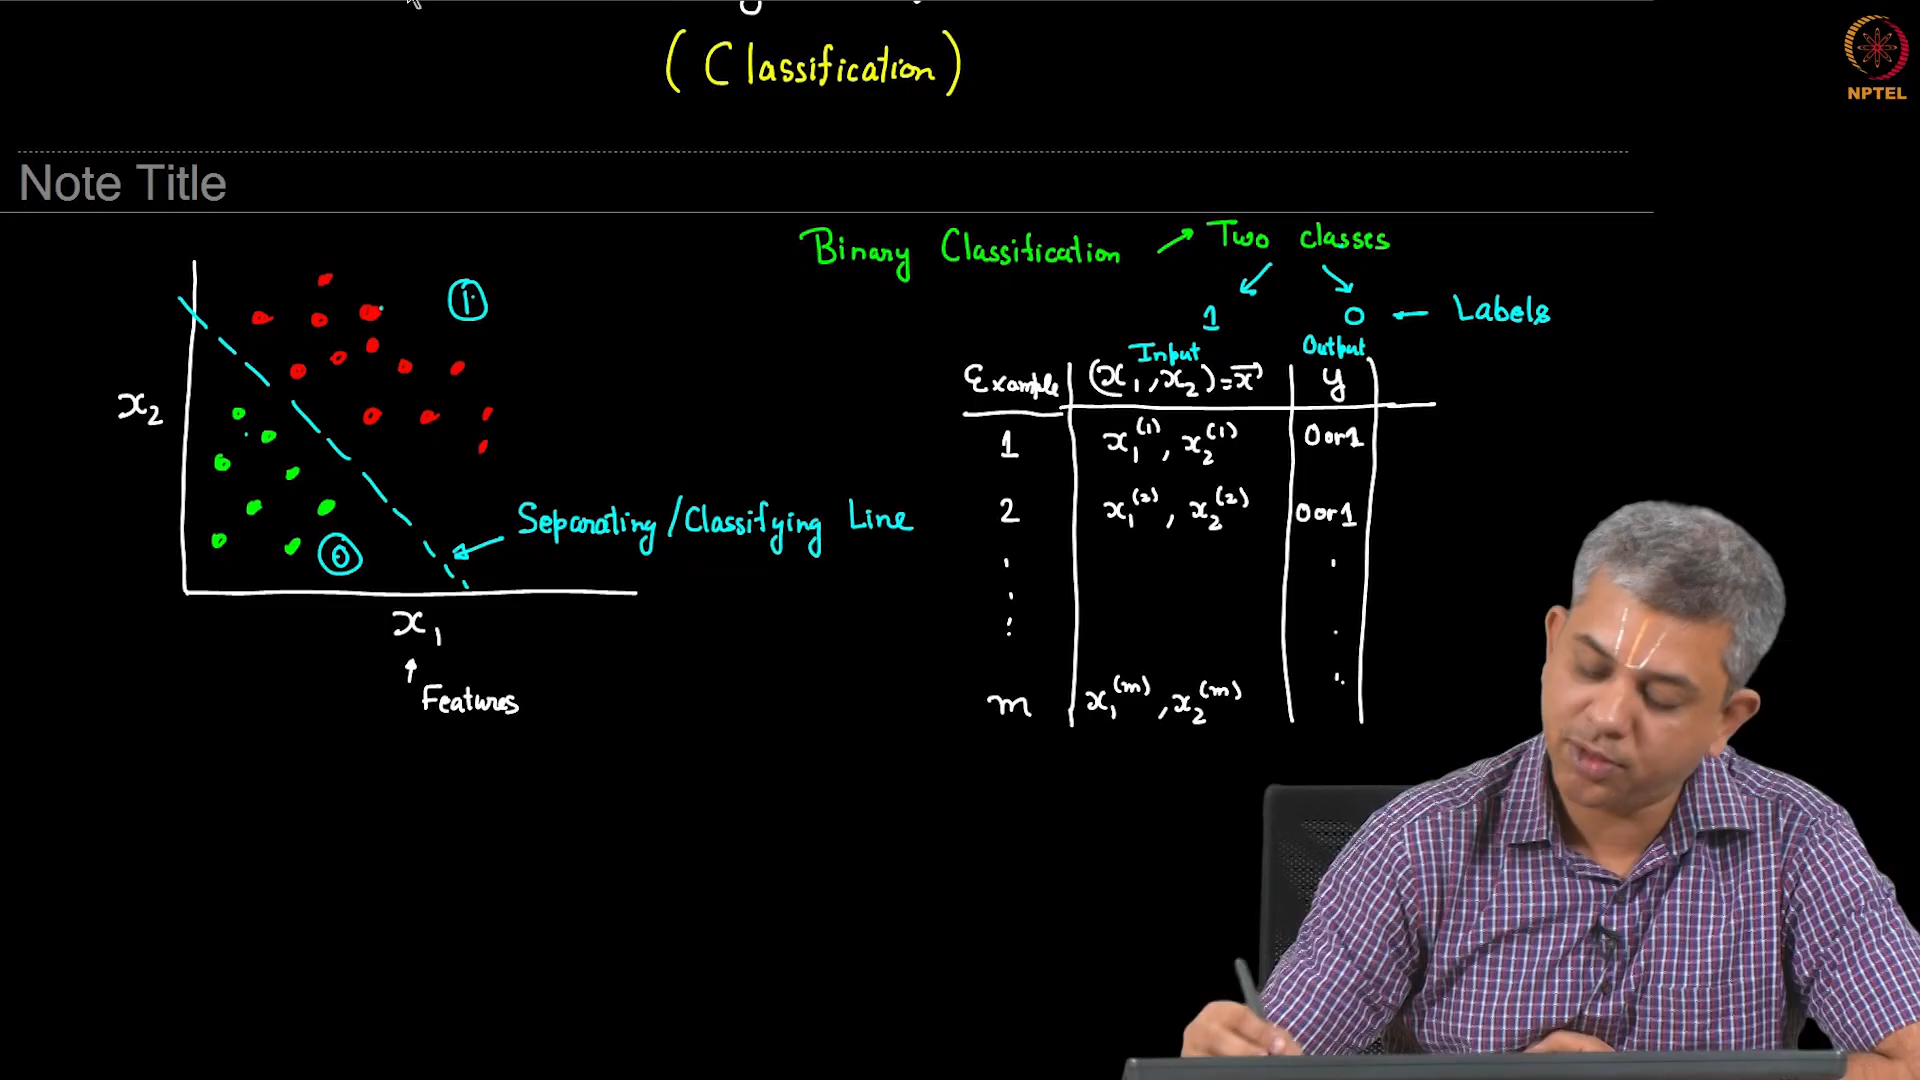 (Classification)
NPTEL
Note Title
Binary Classification → Two classes
1 0 ← Labels
1
x₂
0
Separating/Classifying Line
x₁
↑
Features
Input Output
Example (x₁, x₂) = x⃗ y
1 x₁⁽¹⁾, x₂⁽¹⁾ 0 or 1
2 x₁⁽²⁾, x₂⁽²⁾ 0 or 1
m x₁⁽ᵐ⁾, x₂⁽ᵐ⁾